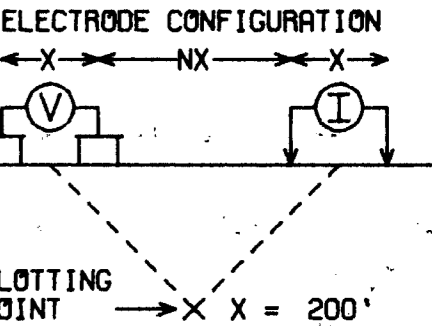 ELECTRODE CONFIGURATION
X NX X
V I
LOTTING
OINT X X = 200'